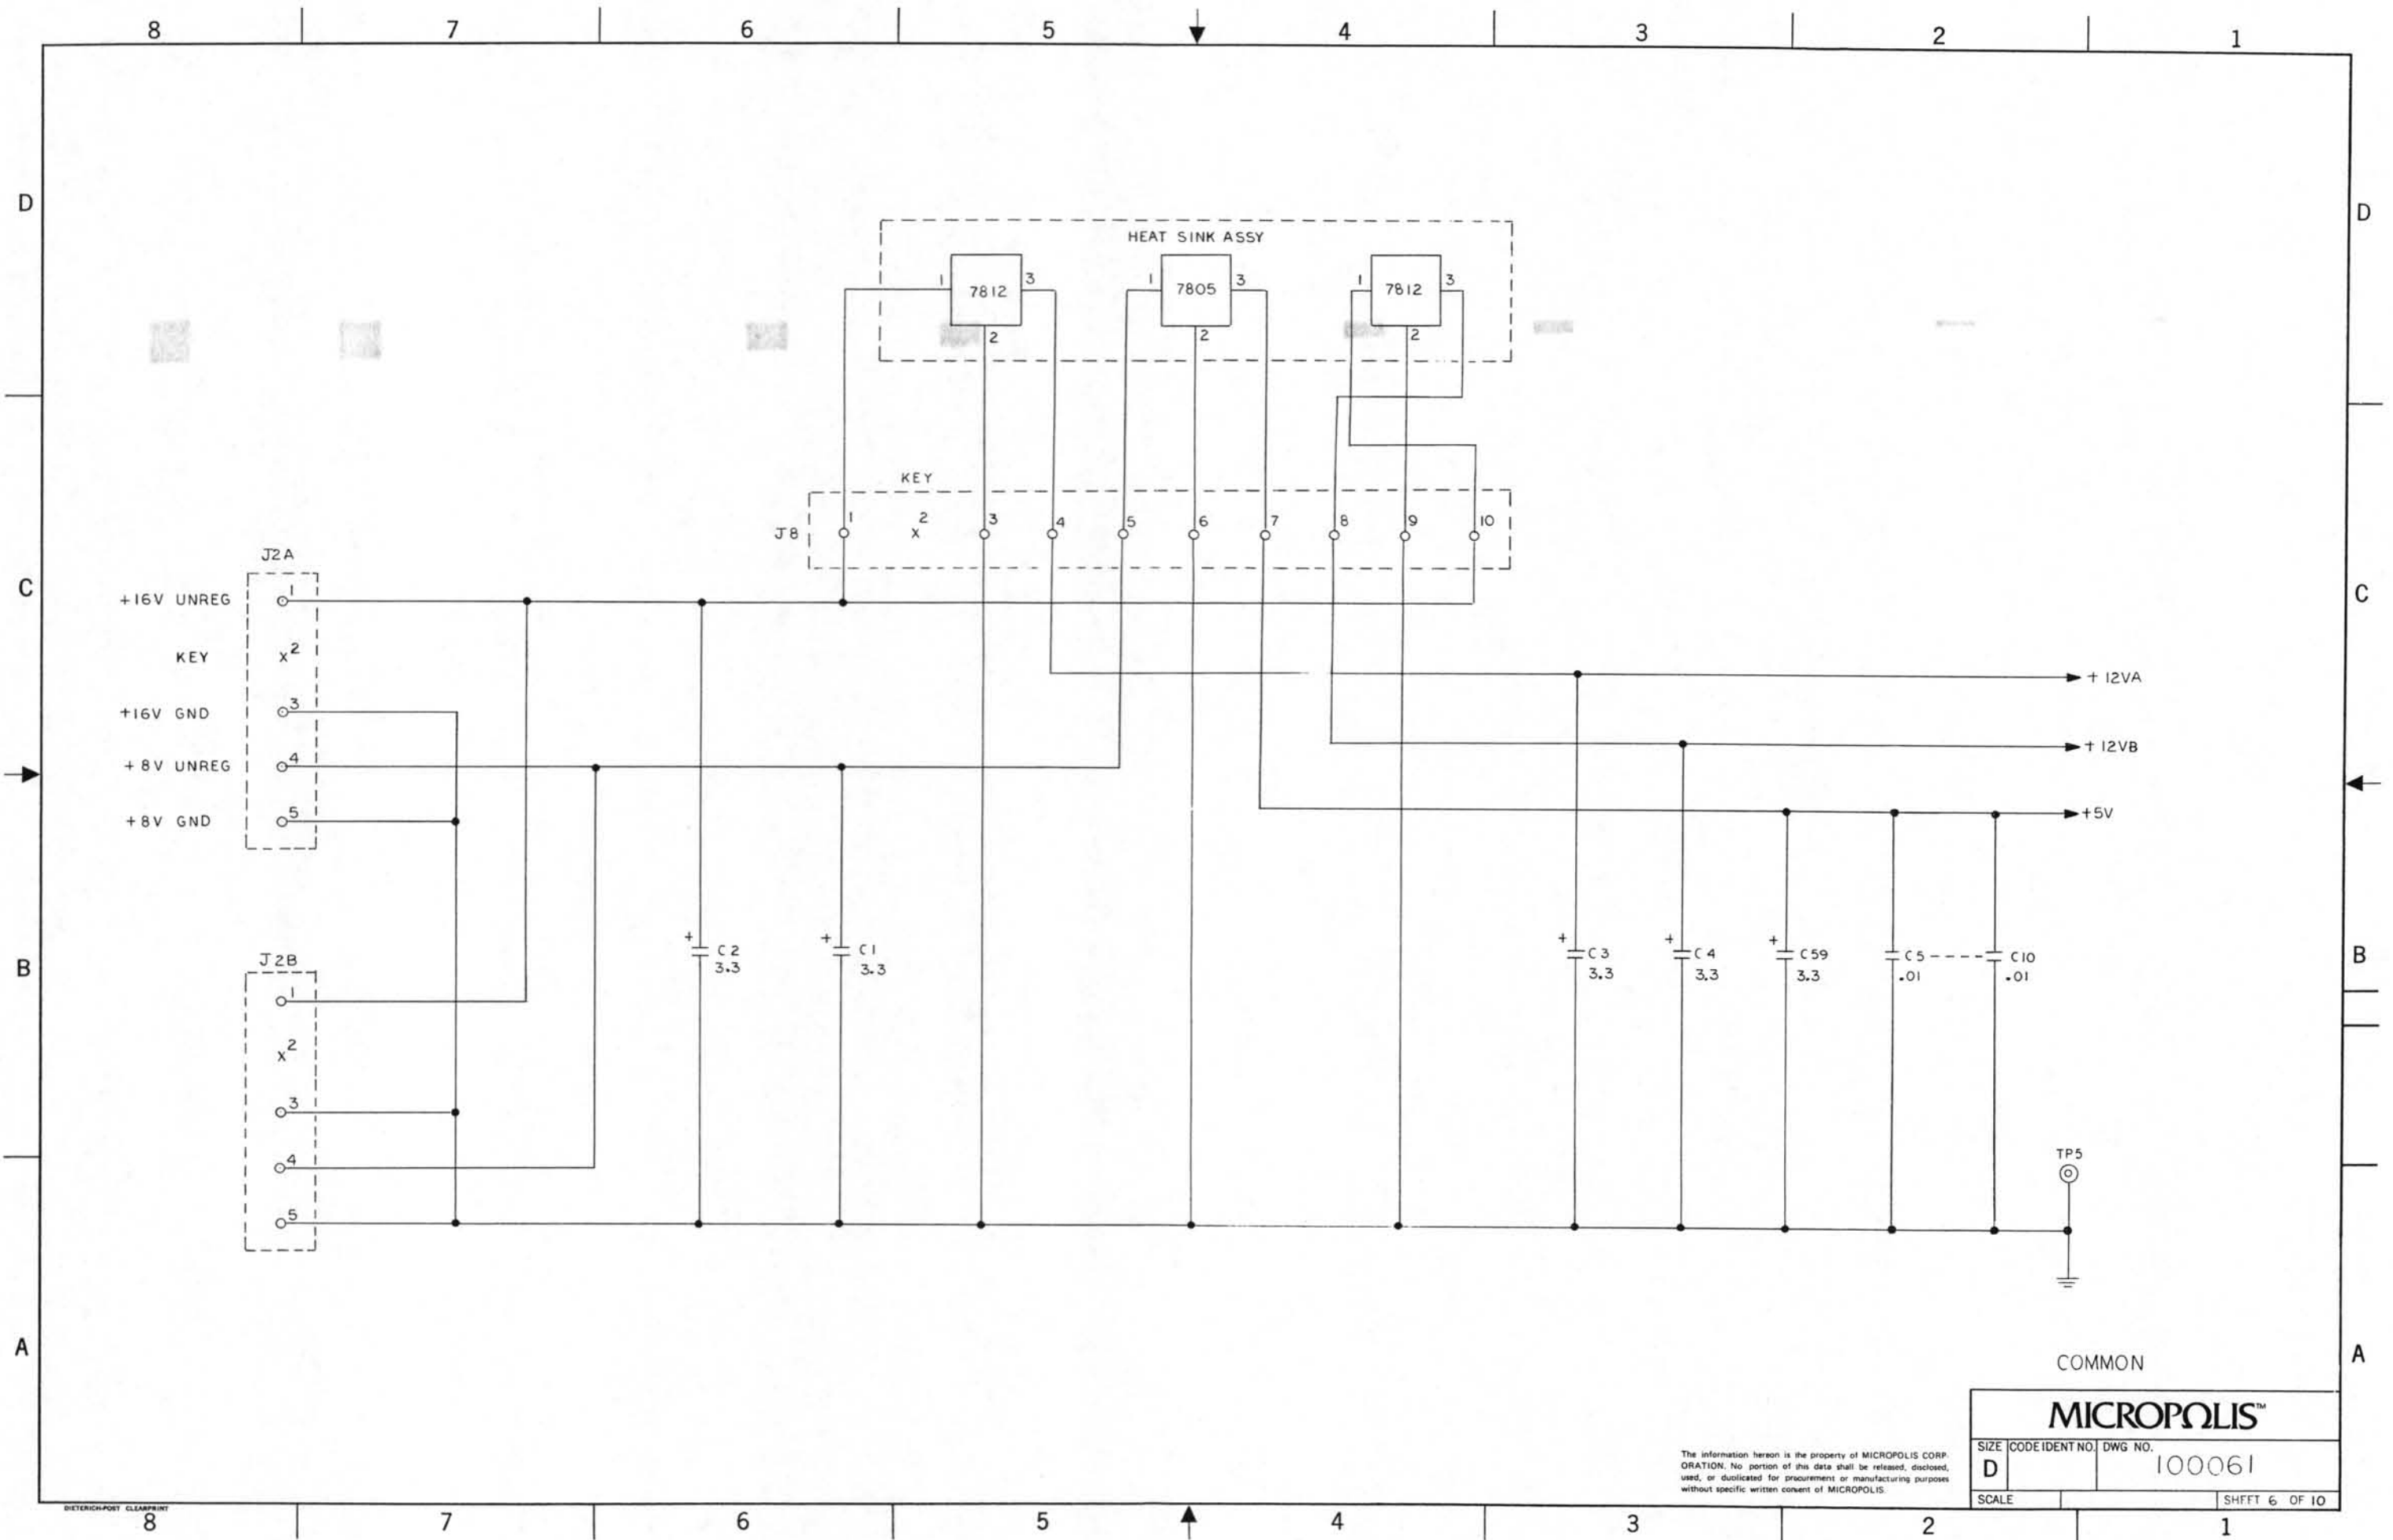 8 7 6 5 4 3 2 1
D D
HEAT SINK ASSY
1 7812 3 1 7805 3 1 7812 3
2 2 2
KEY
J8 1 x2 3 4 5 6 7 8 9 10
J2A
C C
+16V UNREG 1
KEY x2
+16V GND 3
+12VA
+12VB
+8V UNREG 4
+8V GND 5
+5V
B B
+ C2 + C1 + C3 + C4 + C59 C5 ---- C10
3.3 3.3 3.3 3.3 3.3 .01 .01
J2B
1
x2
3
4
5
TP5
A A
COMMON
MICROPOLIS™
The information hereon is the property of MICROPOLIS CORP-
ORATION. No portion of this data shall be released, disclosed,
used, or duplicated for procurement or manufacturing purposes
without specific written consent of MICROPOLIS.
SIZE CODE IDENT NO. DWG NO.
D 100061
SCALE SHEET 6 OF 10
DIETERICH-POST CLEARPRINT
8 7 6 5 4 3 2 1